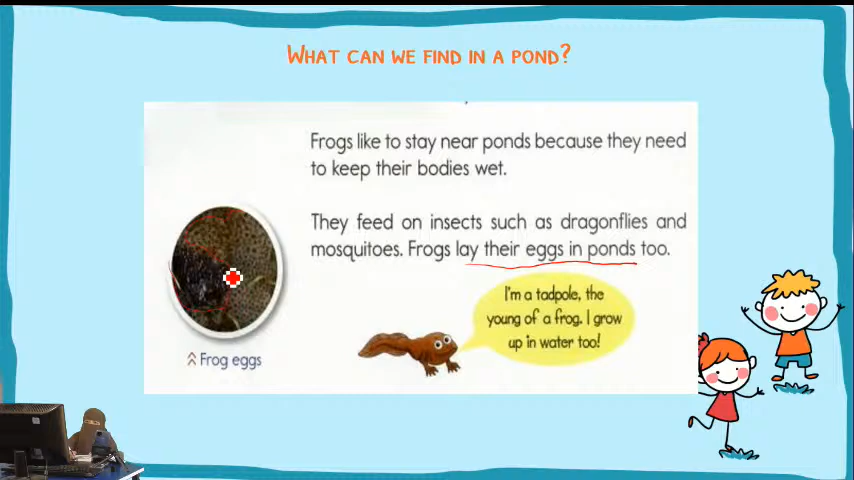 WHAT CAN WE FIND IN A POND?
Frogs like to stay near ponds because they need
to keep their bodies wet.
They feed on insects such as dragonflies and
mosquitoes. Frogs lay their eggs in ponds too.
I'm a tadpole, the
young of a frog. I grow
up in water too!
Frog eggs